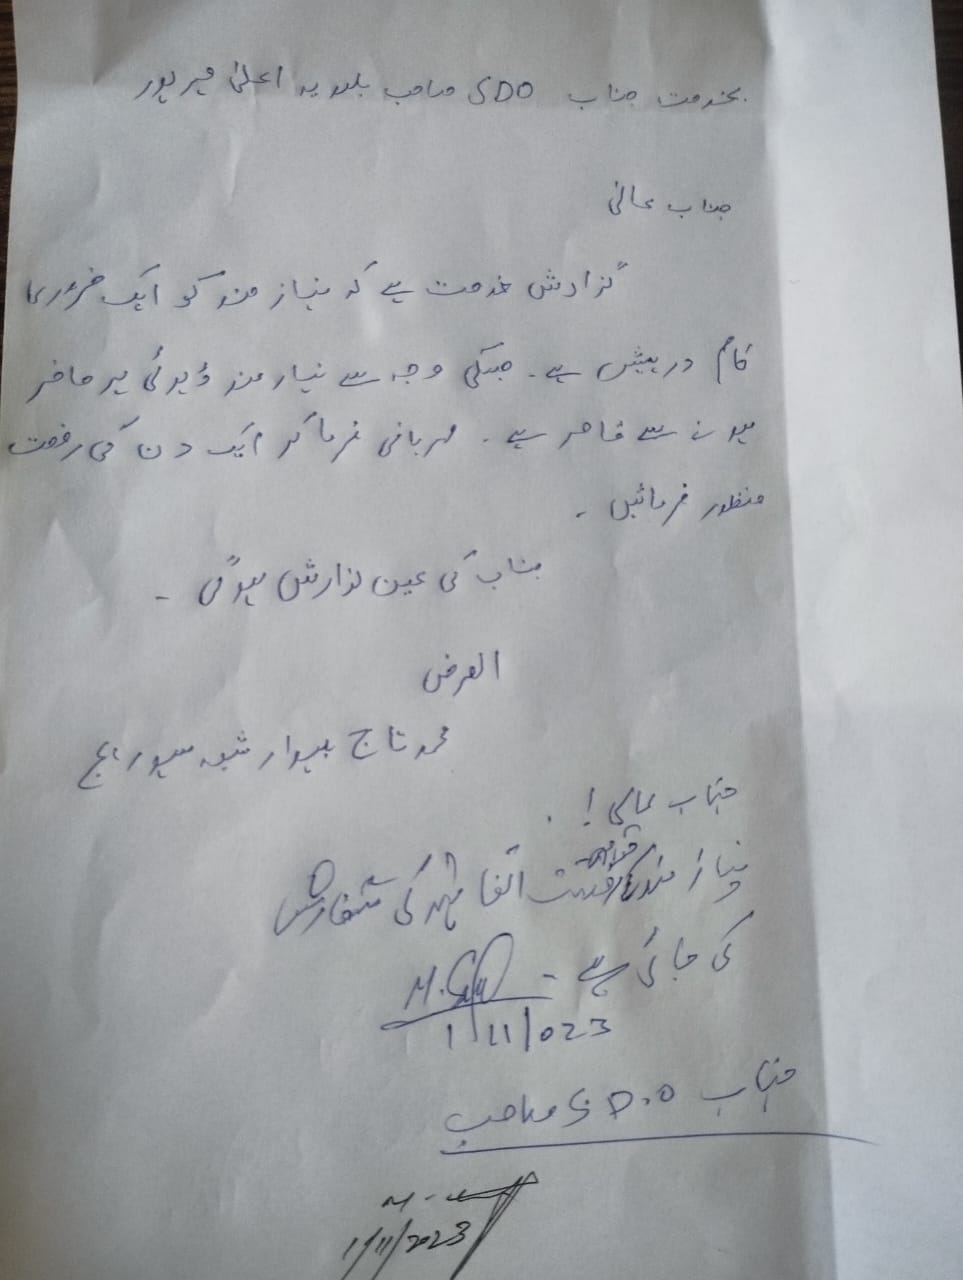 بخدمت جناب SDO صاحب بلدیہ اعلیٰ میرپور
جناب عالی
گزارش خدمت ہے کہ نیاز مند کو ایک ضروری
کام درپیش ہے۔ جسکی وجہ سے نیاز مند ڈیوٹی پر حاضر
ہونے سے قاصر ہے۔ مہربانی فرما کر ایک دن کی رخصت
منظور فرمائیں۔
جناب کی عین نوازش ہوگی۔
العرض
محمد تاج بیلدار شعبہ سیوریج
جناب عالی!
نیاز مند کی رخصت اتفاقیہ کی سفارش
کی جاتی ہے۔
1/11/023
جناب S.D.O صاحب
1/11/2023